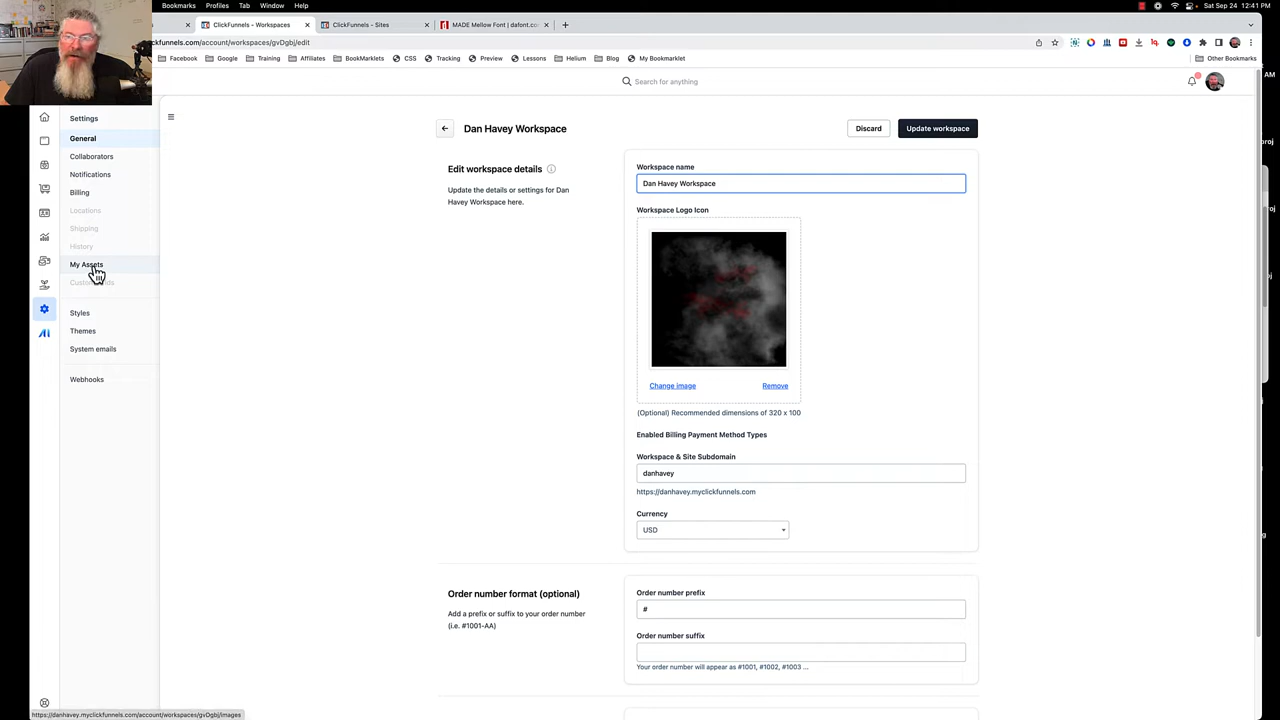 Bookmarks Profiles Tab Window Help Sat Sep 24 12:41 PM
ClickFunnels - Workspaces ClickFunnels - Sites MADE Mellow Font | dafont.co
ckfunnels.com/account/workspaces/gvDgbj/edit
Facebook Google Training Affiliates BookMarklets CSS Tracking Preview Lessons Helium Blog My Bookmarklet Other Bookmarks
Search for anything
Settings
General
Collaborators
Notifications
Billing
Locations
Shipping
History
My Assets
Styles
Themes
System emails
Webhooks
Dan Havey Workspace
Discard
Update workspace
Edit workspace details
Update the details or settings for Dan
Havey Workspace here.
Workspace name
Dan Havey Workspace
Workspace Logo Icon
Change image Remove
(Optional) Recommended dimensions of 320 x 100
Enabled Billing Payment Method Types
Workspace & Site Subdomain
danhavey
https://danhavey.myclickfunnels.com
Currency
USD
Order number format (optional)
Add a prefix or suffix to your order number
(i.e. #1001-AA)
Order number prefix
#
Order number suffix
Your order number will appear as #1001, #1002, #1003 ...
https://danhavey.myclickfunnels.com/account/workspaces/gvDgbj/images
AM
proj
proj